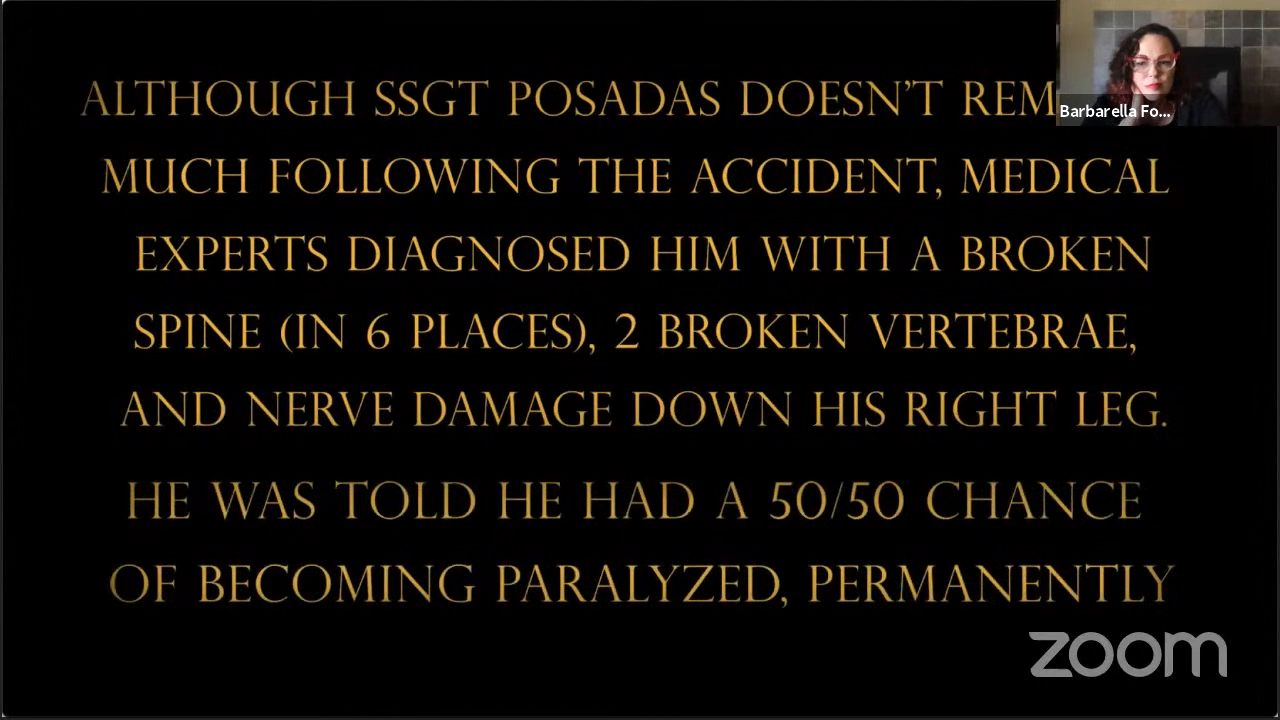 ALTHOUGH SSGT POSADAS DOESN'T REM
MUCH FOLLOWING THE ACCIDENT, MEDICAL
EXPERTS DIAGNOSED HIM WITH A BROKEN
SPINE (IN 6 PLACES), 2 BROKEN VERTEBRAE,
AND NERVE DAMAGE DOWN HIS RIGHT LEG.
HE WAS TOLD HE HAD A 50/50 CHANCE
OF BECOMING PARALYZED, PERMANENTLY
Barbarella Fo...
zoom